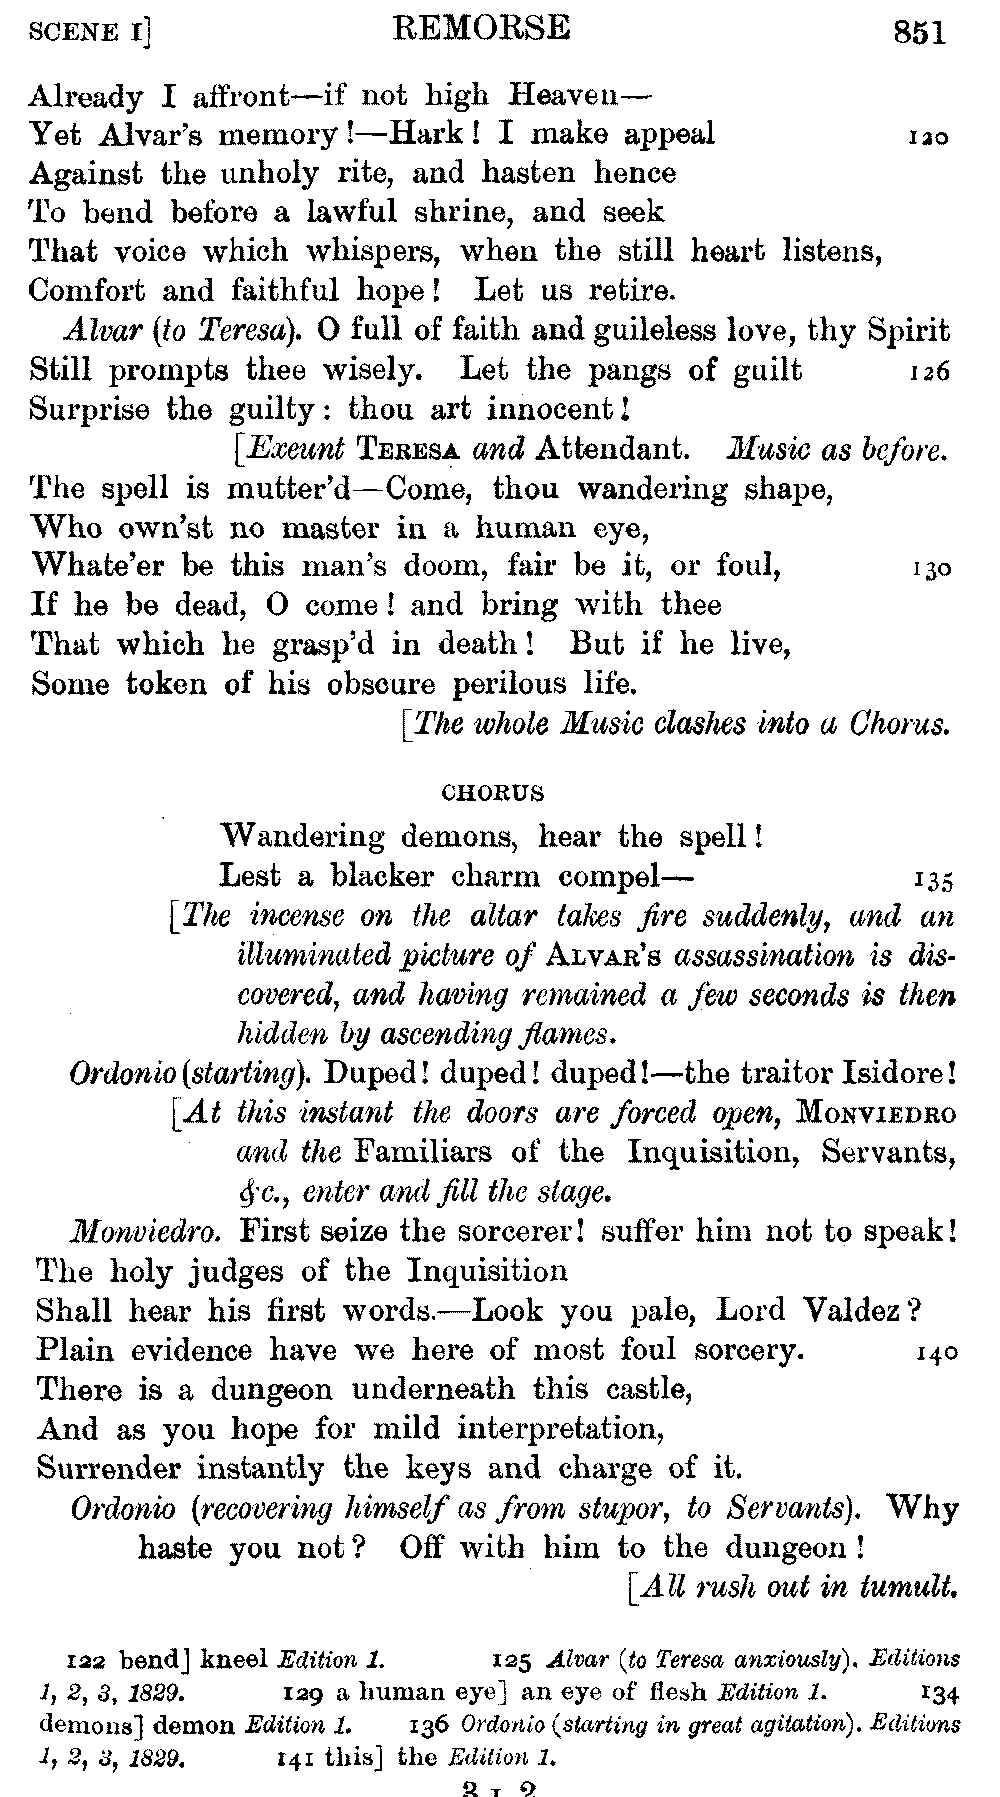 SCENE I] REMORSE 851
Already I affront—if not high Heaven—
Yet Alvar's memory!—Hark! I make appeal 120
Against the unholy rite, and hasten hence
To bend before a lawful shrine, and seek
That voice which whispers, when the still heart listens,
Comfort and faithful hope! Let us retire.
Alvar (to Teresa). O full of faith and guileless love, thy Spirit
Still prompts thee wisely. Let the pangs of guilt 126
Surprise the guilty: thou art innocent!
[Exeunt TERESA and Attendant. Music as before.
The spell is mutter'd—Come, thou wandering shape,
Who own'st no master in a human eye,
Whate'er be this man's doom, fair be it, or foul, 130
If he be dead, O come! and bring with thee
That which he grasp'd in death! But if he live,
Some token of his obscure perilous life.
[The whole Music clashes into a Chorus.
CHORUS
Wandering demons, hear the spell!
Lest a blacker charm compel— 135
[The incense on the altar takes fire suddenly, and an
illuminated picture of ALVAR'S assassination is dis-
covered, and having remained a few seconds is then
hidden by ascending flames.
Ordonio (starting). Duped! duped! duped!—the traitor Isidore!
[At this instant the doors are forced open, MONVIEDRO
and the Familiars of the Inquisition, Servants,
&c., enter and fill the stage.
Monviedro. First seize the sorcerer! suffer him not to speak!
The holy judges of the Inquisition
Shall hear his first words.—Look you pale, Lord Valdez?
Plain evidence have we here of most foul sorcery. 140
There is a dungeon underneath this castle,
And as you hope for mild interpretation,
Surrender instantly the keys and charge of it.
Ordonio (recovering himself as from stupor, to Servants). Why
haste you not? Off with him to the dungeon!
[All rush out in tumult.
122 bend] kneel Edition 1. 125 Alvar (to Teresa anxiously). Editions
1, 2, 3, 1829. 129 a human eye] an eye of flesh Edition 1. 134
demons] demon Edition 1. 136 Ordonio (starting in great agitation). Editions
1, 2, 3, 1829. 141 this] the Edition 1.
3 I 2